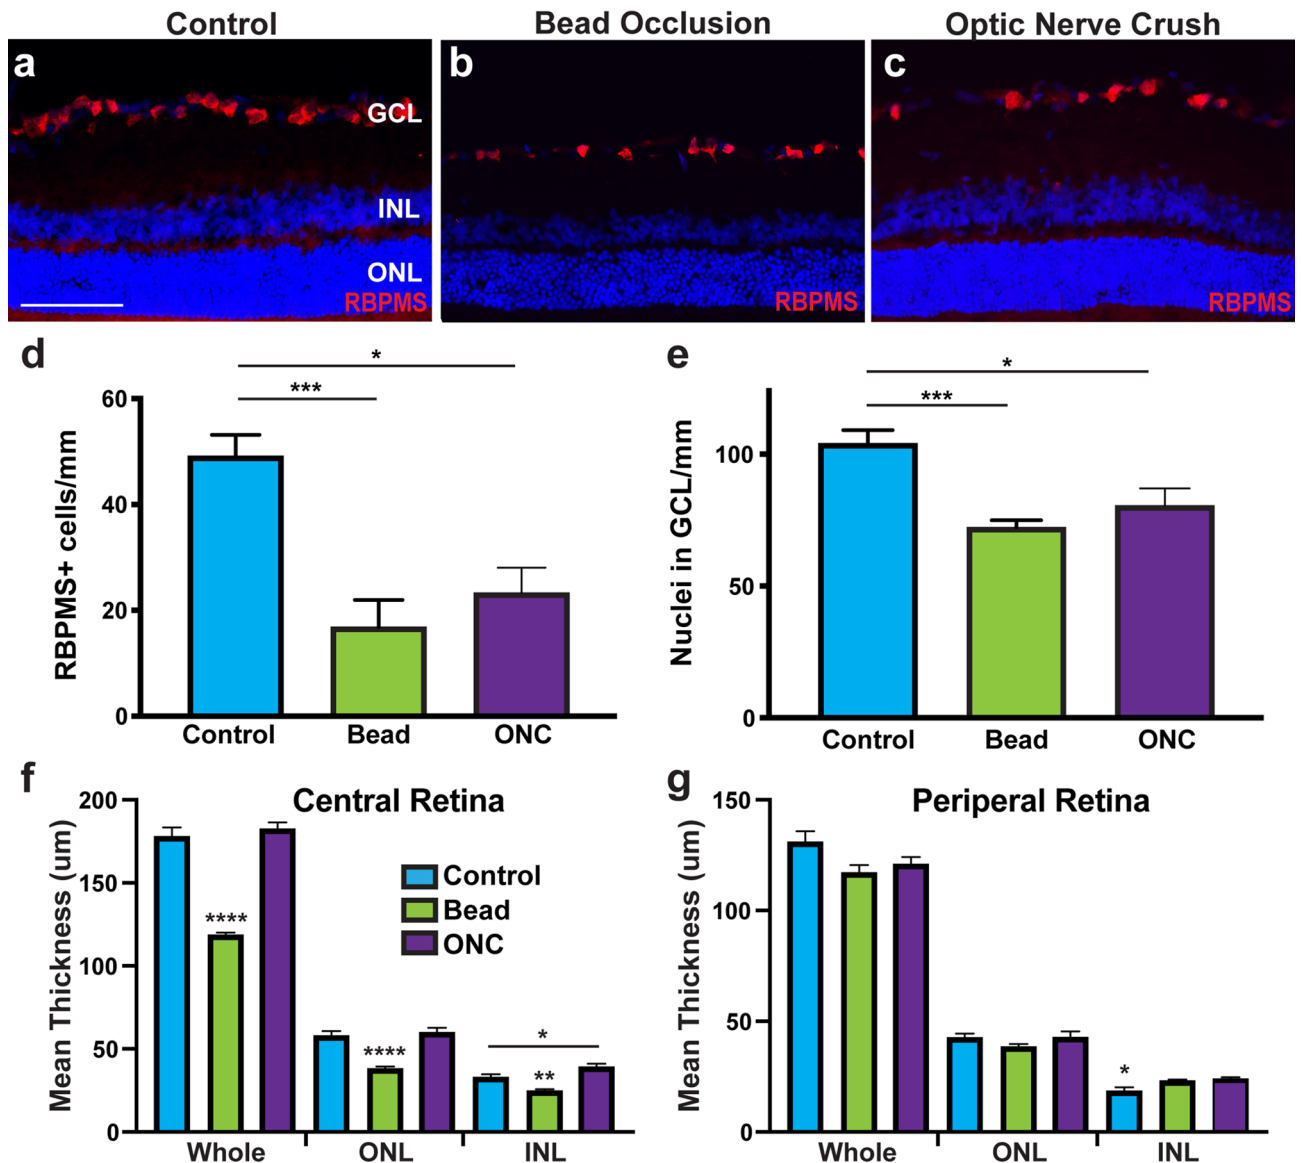 Control
Bead Occlusion
Optic Nerve Crush
a
b
c
GCL
INL
ONL
RBPMS
RBPMS
RBPMS
d
*
***
RBPMS+ cells/mm
60
40
20
0
Control
Bead
ONC
e
*
***
Nuclei in GCL/mm
100
50
0
Control
Bead
ONC
f
Central Retina
Mean Thickness (um)
200
150
100
50
0
****
****
**
*
Control
Bead
ONC
Whole
ONL
INL
g
Periperal Retina
Mean Thickness (um)
150
100
50
0
*
Whole
ONL
INL